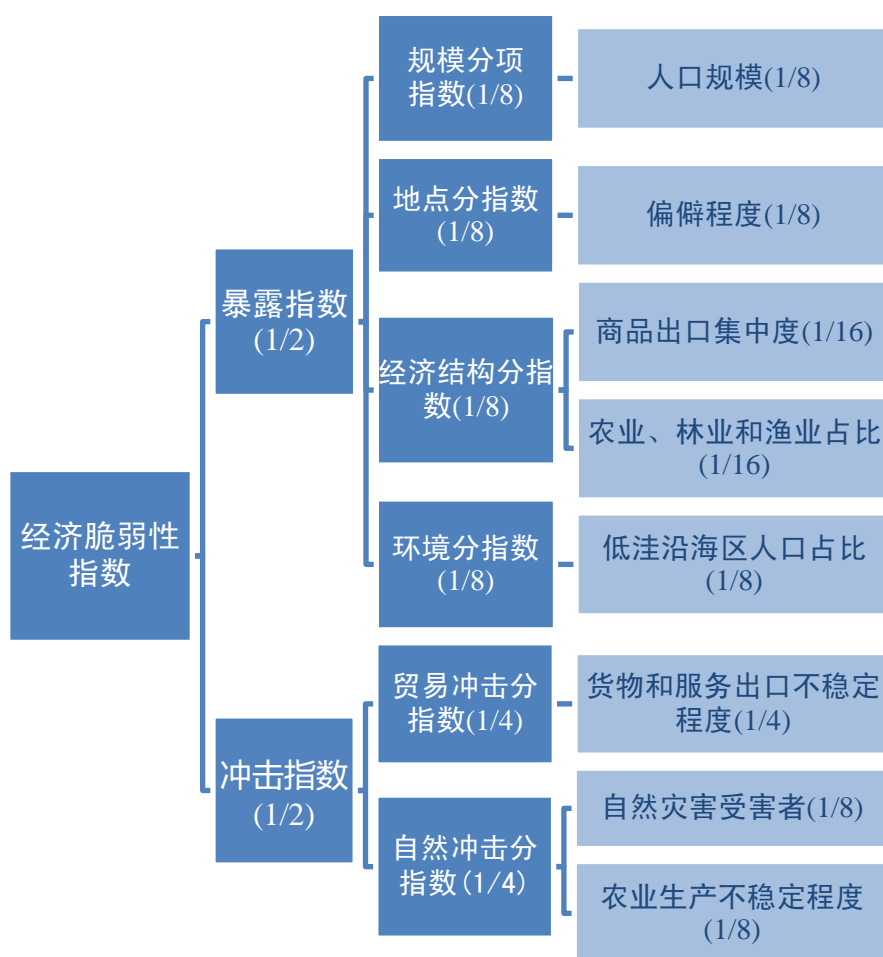 经济脆弱性
指数
暴露指数
(1/2)
规模分项
指数(1/8)
人口规模(1/8)
地点分指数
(1/8)
偏僻程度(1/8)
经济结构分指
数(1/8)
商品出口集中度(1/16)
农业、林业和渔业占比
(1/16)
环境分指数
(1/8)
低洼沿海区人口占比
(1/8)
冲击指数
(1/2)
贸易冲击分
指数(1/4)
货物和服务出口不稳定
程度(1/4)
自然冲击分
指数(1/4)
自然灾害受害者(1/8)
农业生产不稳定程度
(1/8)